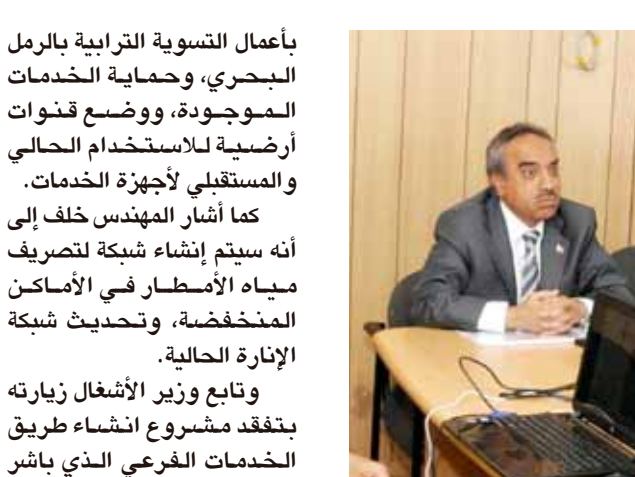 بأعمال التسوية الترابية بالرمل
البحري، وحماية الخدمات
الموجودة، ووضع قنوات
أرضية للاستخدام الحالي
والمستقبلي لأجهزة الخدمات.
كما أشار المهندس خلف إلى
أنه سيتم إنشاء شبكة لتصريف
مياه الأمطار في الأماكن
المنخفضة، وتحديث شبكة
الإنارة الحالية.
وتابع وزير الأشغال زيارته
بتفقد مشروع انشاء طريق
الخدمات الفرعي الذي باشر